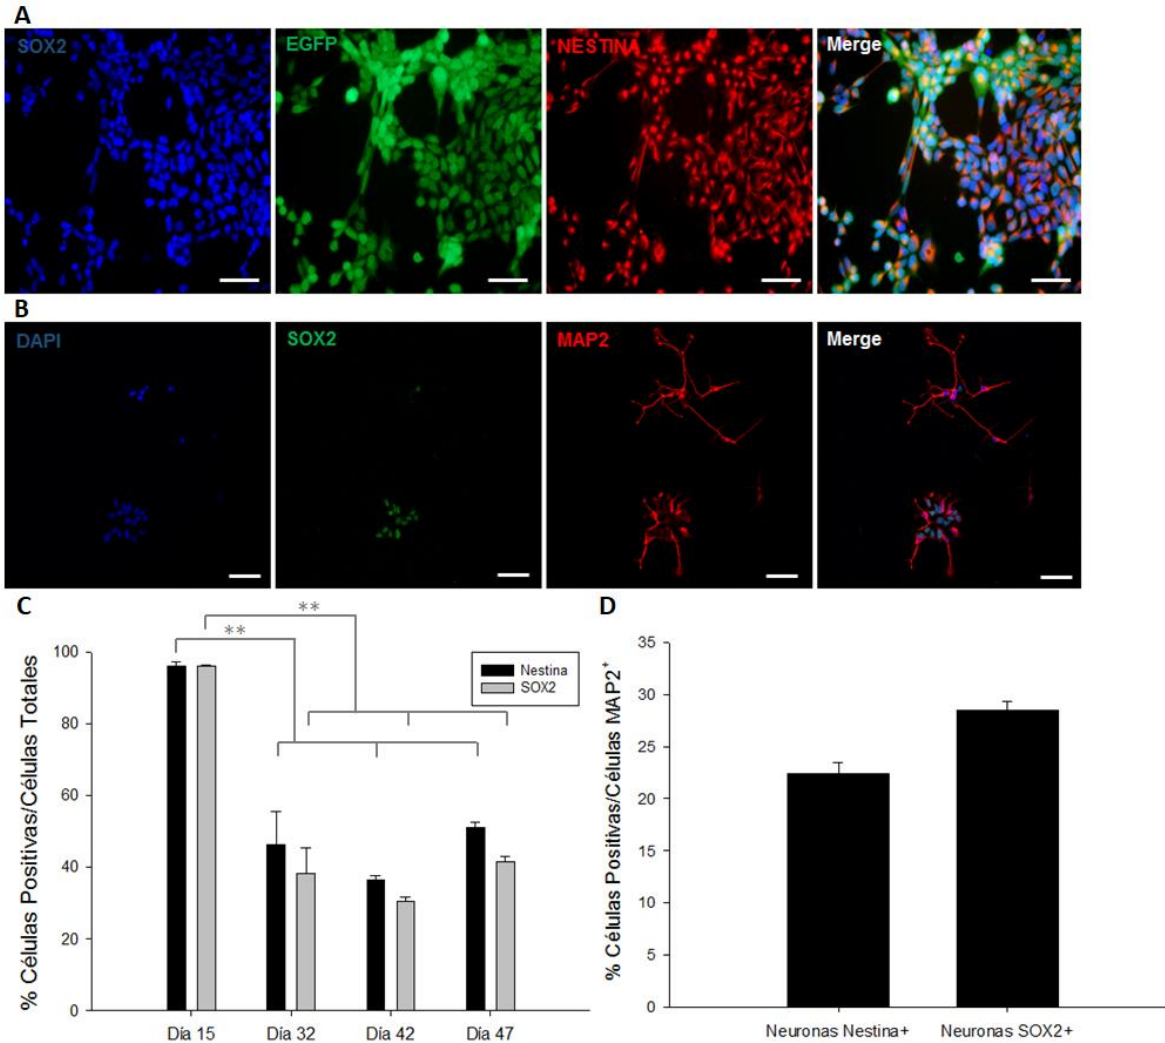 A
SOX2
EGFP
NESTINA
Merge
B
DAPI
SOX2
MAP2
Merge
C
**
**
% Células Positivas/Células Totales
100
80
60
40
20
0
Nestina
SOX2
Día 15
Día 32
Día 42
Día 47
D
% Células Positivas/Células MAP2⁺
35
30
25
20
15
10
5
0
Neuronas Nestina+
Neuronas SOX2+